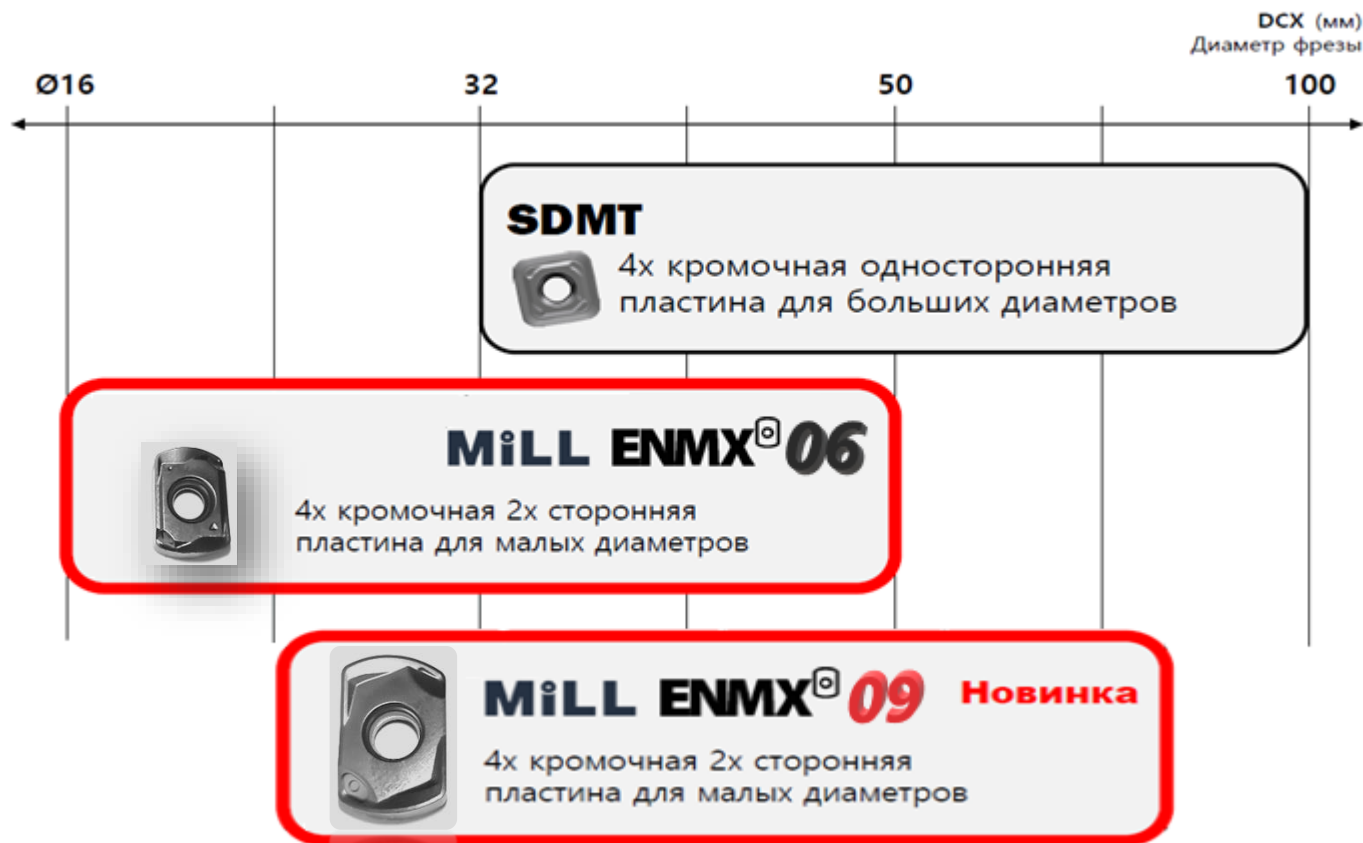 DCX (мм)
Диаметр фрезы
Ø16 32 50 100
SDMT
4х кромочная односторонняя
пластина для больших диаметров
MiLL ENMX 06
4х кромочная 2х сторонняя
пластина для малых диаметров
MiLL ENMX 09 Новинка
4х кромочная 2х сторонняя
пластина для малых диаметров